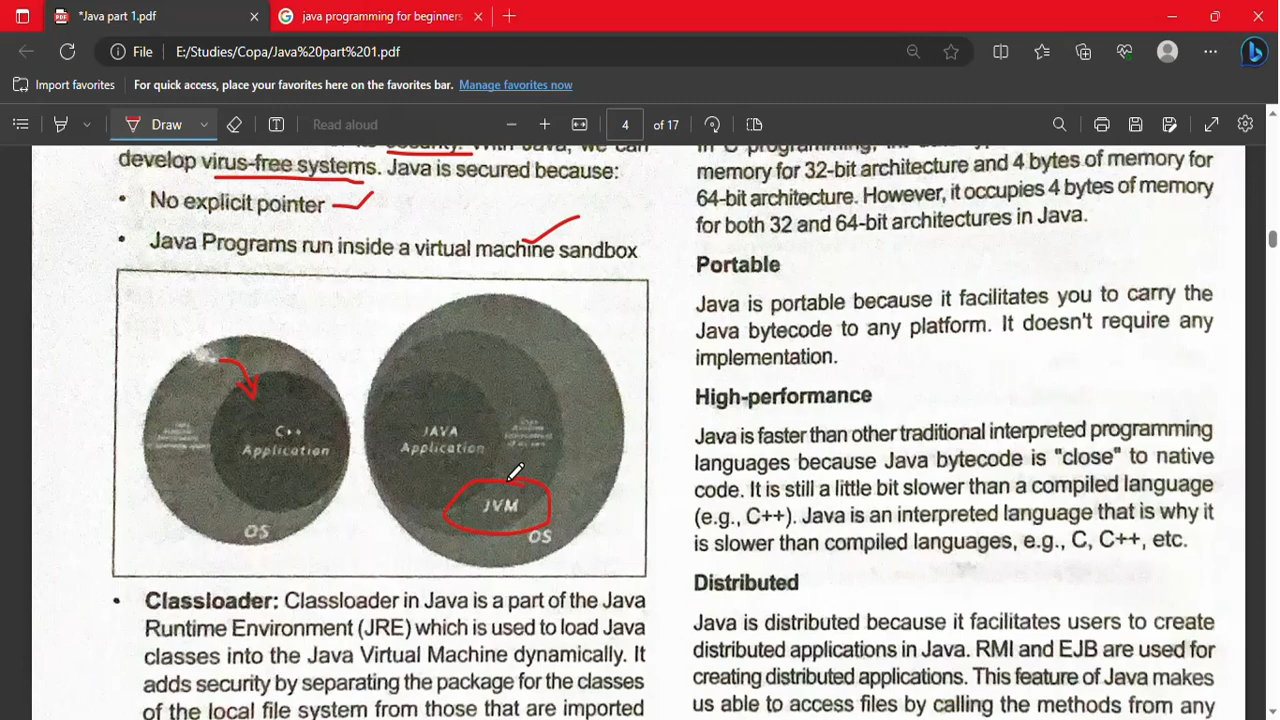 *Java part 1.pdf
java programming for beginners
File
E:/Studies/Copa/Java%20part%201.pdf
Import favorites
For quick access, place your favorites here on the favorites bar.
Manage favorites now
Draw
Read aloud
4
of 17
security. With Java, we can
develop virus-free systems. Java is secured because:
• No explicit pointer
• Java Programs run inside a virtual machine sandbox
C++
Application
OS
JAVA
Application
JVM
OS
• Classloader: Classloader in Java is a part of the Java
Runtime Environment (JRE) which is used to load Java
classes into the Java Virtual Machine dynamically. It
adds security by separating the package for the classes
of the local file system from those that are imported
In C programming,
memory for 32-bit architecture and 4 bytes of memory for
64-bit architecture. However, it occupies 4 bytes of memory
for both 32 and 64-bit architectures in Java.
Portable
Java is portable because it facilitates you to carry the
Java bytecode to any platform. It doesn't require any
implementation.
High-performance
Java is faster than other traditional interpreted programming
languages because Java bytecode is "close" to native
code. It is still a little bit slower than a compiled language
(e.g., C++). Java is an interpreted language that is why it
is slower than compiled languages, e.g., C, C++, etc.
Distributed
Java is distributed because it facilitates users to create
distributed applications in Java. RMI and EJB are used for
creating distributed applications. This feature of Java makes
us able to access files by calling the methods from any